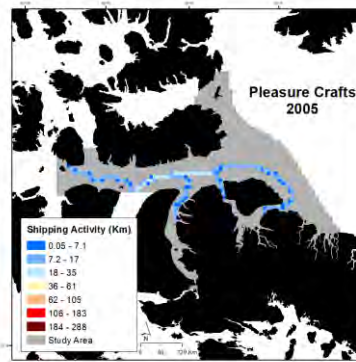 Pleasure Crafts
2005
Shipping Activity (Km)
0.05 - 7.1
7.2 - 17
18 - 35
36 - 61
62 - 105
106 - 183
184 - 288
Study Area
N